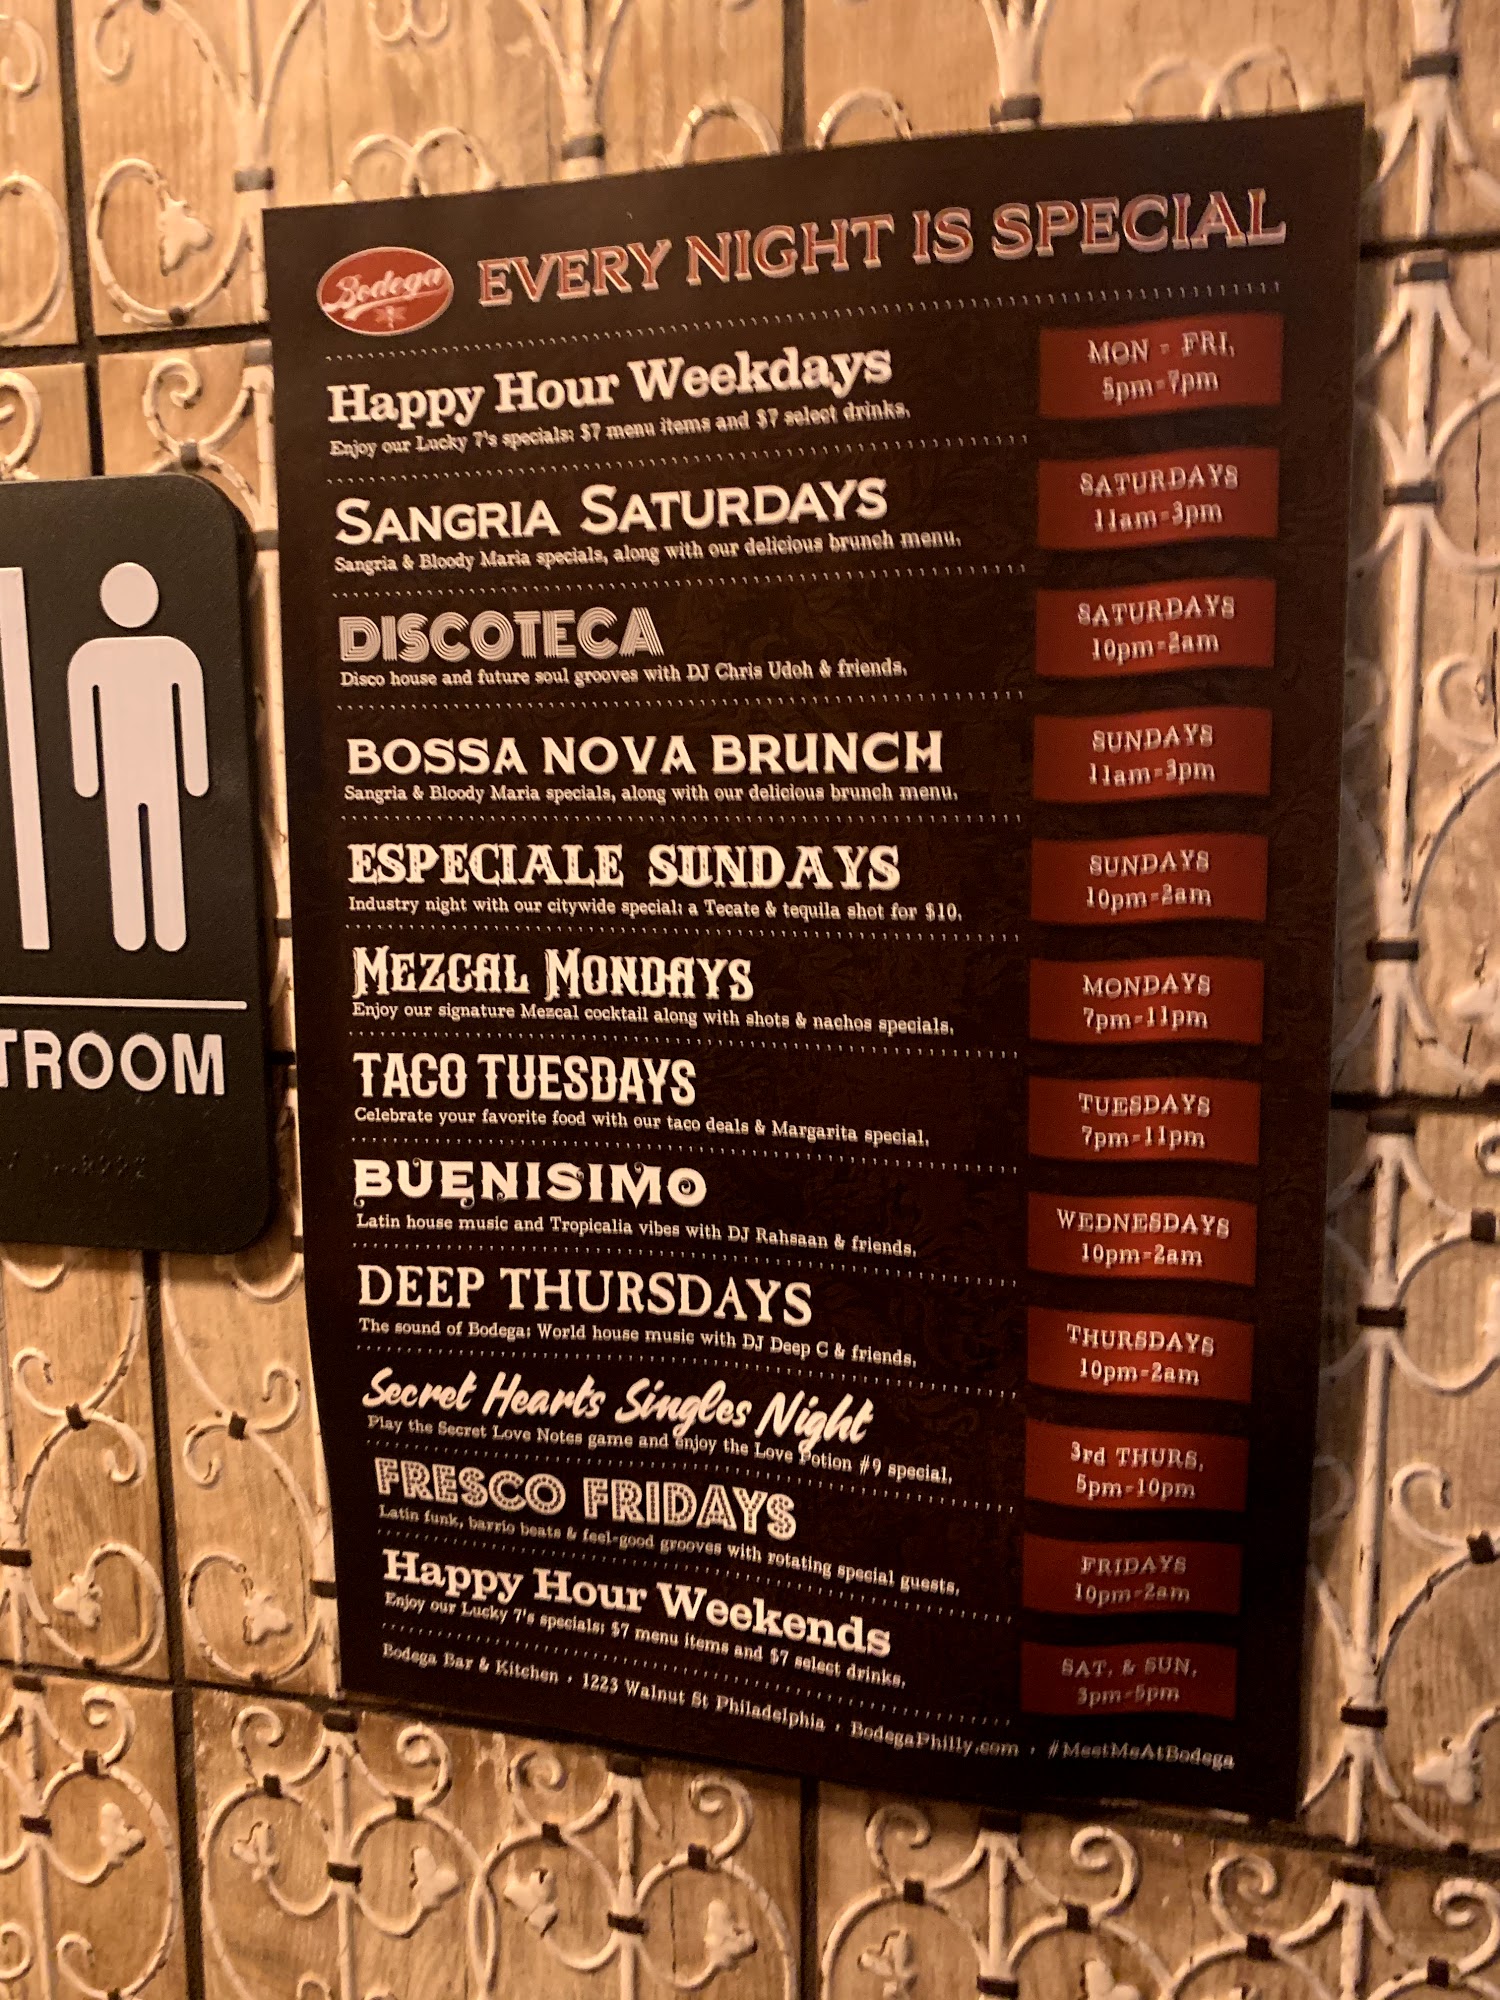 Bodega
EVERY NIGHT IS SPECIAL
Happy Hour Weekdays
Enjoy our Lucky 7's specials: $7 menu items and $7 select drinks.
MON - FRI.
5pm-7pm
SANGRIA SATURDAYS
Sangria & Bloody Maria specials, along with our delicious brunch menu.
SATURDAYS
11am-3pm
DISCOTECA
Disco house and future soul grooves with DJ Chris Udoh & friends.
SATURDAYS
10pm-2am
BOSSA NOVA BRUNCH
Sangria & Bloody Maria specials, along with our delicious brunch menu.
SUNDAYS
11am-3pm
ESPECIALE SUNDAYS
Industry night with our citywide special: a Tecate & tequila shot for $10.
SUNDAYS
10pm-2am
MEZCAL MONDAYS
Enjoy our signature Mezcal cocktail along with shots & nachos specials.
MONDAYS
7pm-11pm
TACO TUESDAYS
Celebrate your favorite food with our taco deals & Margarita special.
TUESDAYS
7pm-11pm
BUENISIMO
Latin house music and Tropicalia vibes with DJ Rahsaan & friends.
WEDNESDAYS
10pm-2am
DEEP THURSDAYS
The sound of Bodega: World house music with DJ Deep C & friends.
THURSDAYS
10pm-2am
Secret Hearts Singles Night
Play the Secret Love Notes game and enjoy the Love Potion #9 special.
3rd THURS.
5pm-10pm
FRESCO FRIDAYS
Latin funk, barrio beats & feel-good grooves with rotating special guests.
FRIDAYS
10pm-2am
Happy Hour Weekends
Enjoy our Lucky 7's specials: $7 menu items and $7 select drinks.
SAT. & SUN.
3pm-5pm
Bodega Bar & Kitchen • 1223 Walnut St Philadelphia • BodegaPhilly.com • #MeetMeAtBodega
TROOM